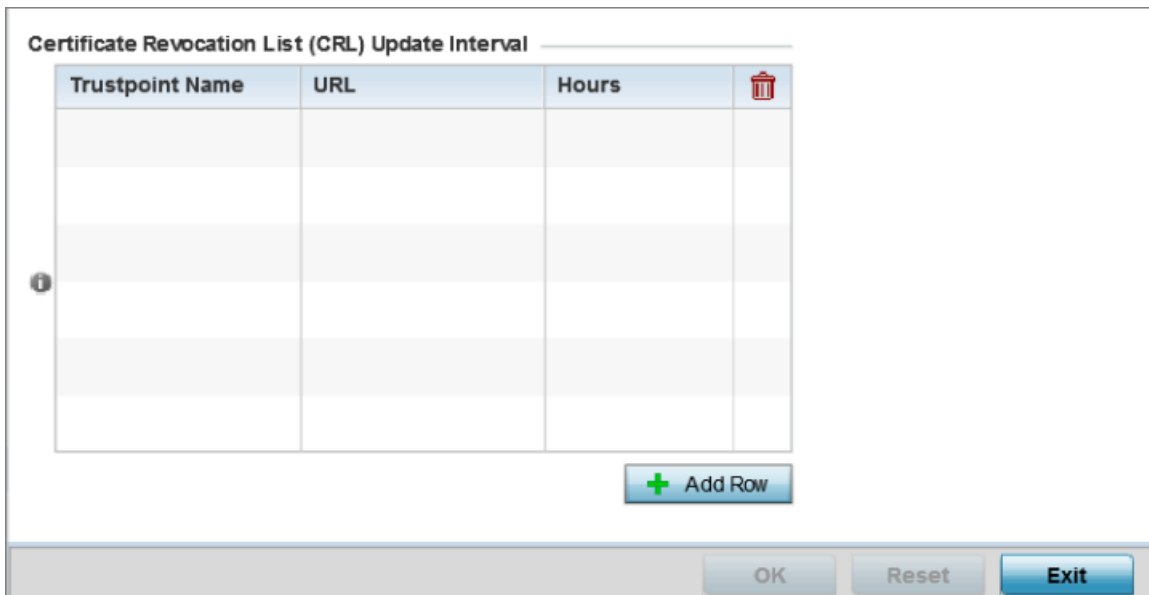 Certificate Revocation List (CRL) Update Interval
Trustpoint Name URL Hours
Add Row
OK Reset Exit